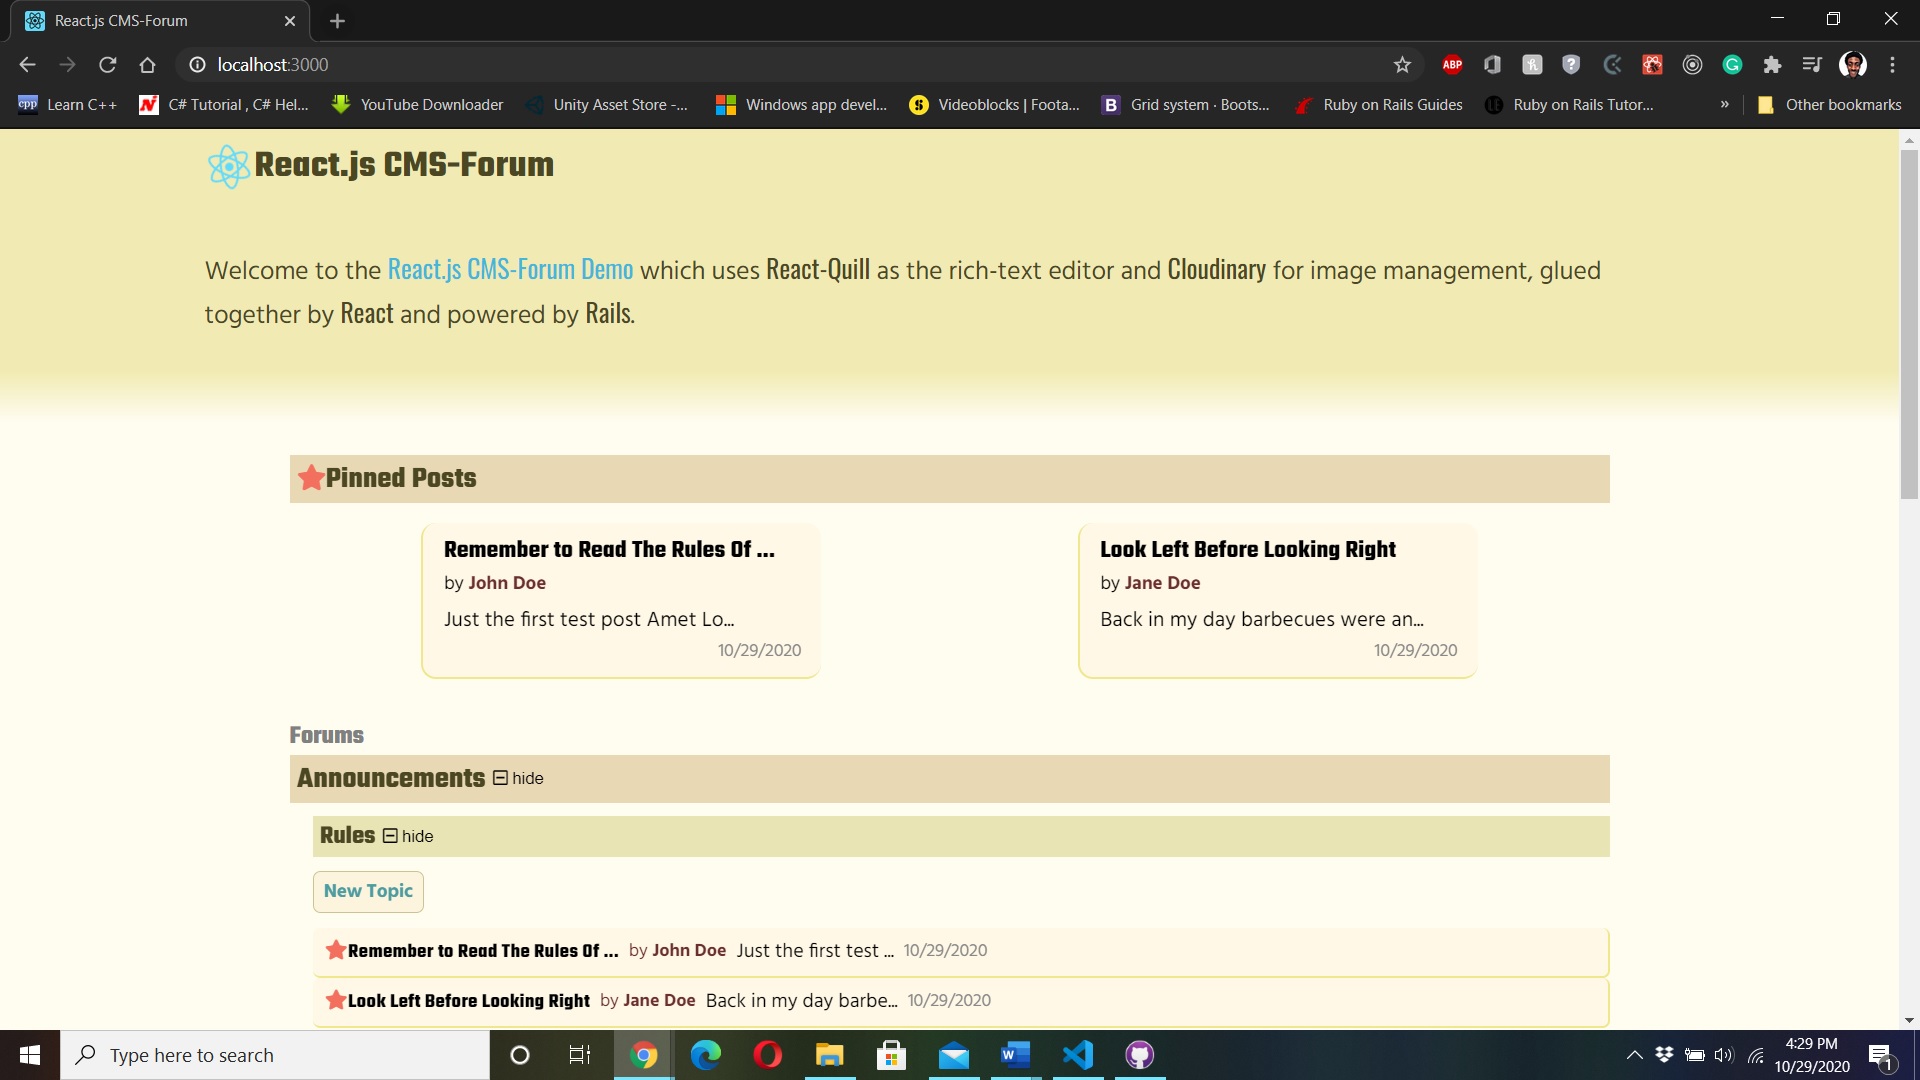 React.js CMS-Forum
localhost:3000
ABP
Learn C++
C# Tutorial , C# Hel...
YouTube Downloader
Unity Asset Store -...
Windows app devel...
Videoblocks | Foota...
B
Grid system · Boots...
Ruby on Rails Guides
Ruby on Rails Tutor...
»
Other bookmarks
React.js CMS-Forum
Welcome to the React.js CMS-Forum Demo which uses React-Quill as the rich-text editor and Cloudinary for image management, glued
together by React and powered by Rails.
Pinned Posts
Remember to Read The Rules Of ...
by John Doe
Just the first test post Amet Lo...
10/29/2020
Look Left Before Looking Right
by Jane Doe
Back in my day barbecues were an...
10/29/2020
Forums
Announcements hide
Rules hide
New Topic
Remember to Read The Rules Of ... by John Doe Just the first test ... 10/29/2020
Look Left Before Looking Right by Jane Doe Back in my day barbe... 10/29/2020
Type here to search
4:29 PM
10/29/2020
1